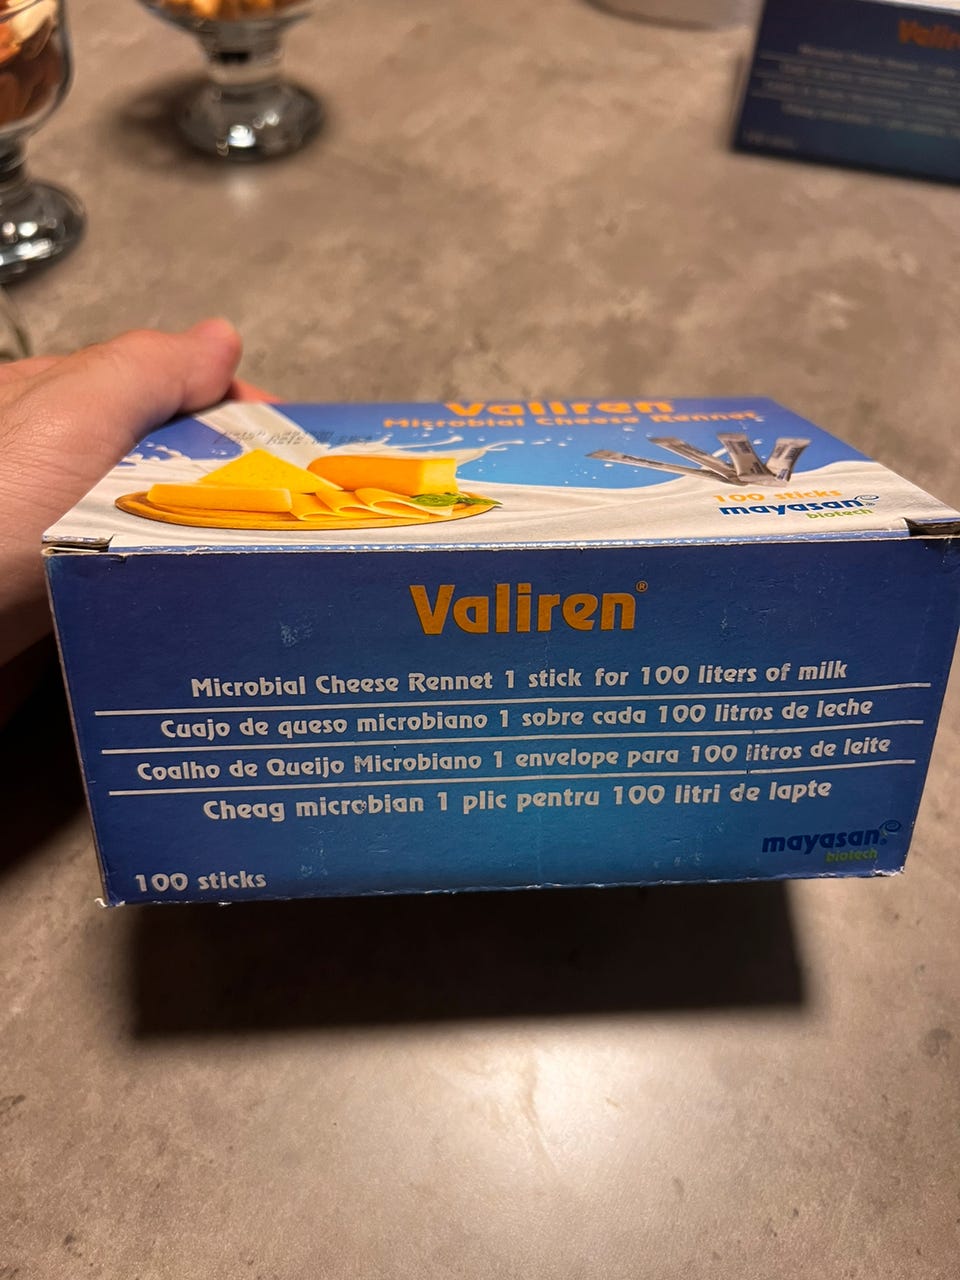 Valiren
Valiren
Microbial Cheese Rennet
100 sticks
mayasan®
biotech
Valiren®
Microbial Cheese Rennet 1 stick for 100 liters of milk
Cuajo de queso microbiano 1 sobre cada 100 litros de leche
Coalho de Queijo Microbiano 1 envelope para 100 litros de leite
Cheag microbian 1 plic pentru 100 litri de lapte
mayasan®
biotech
100 sticks